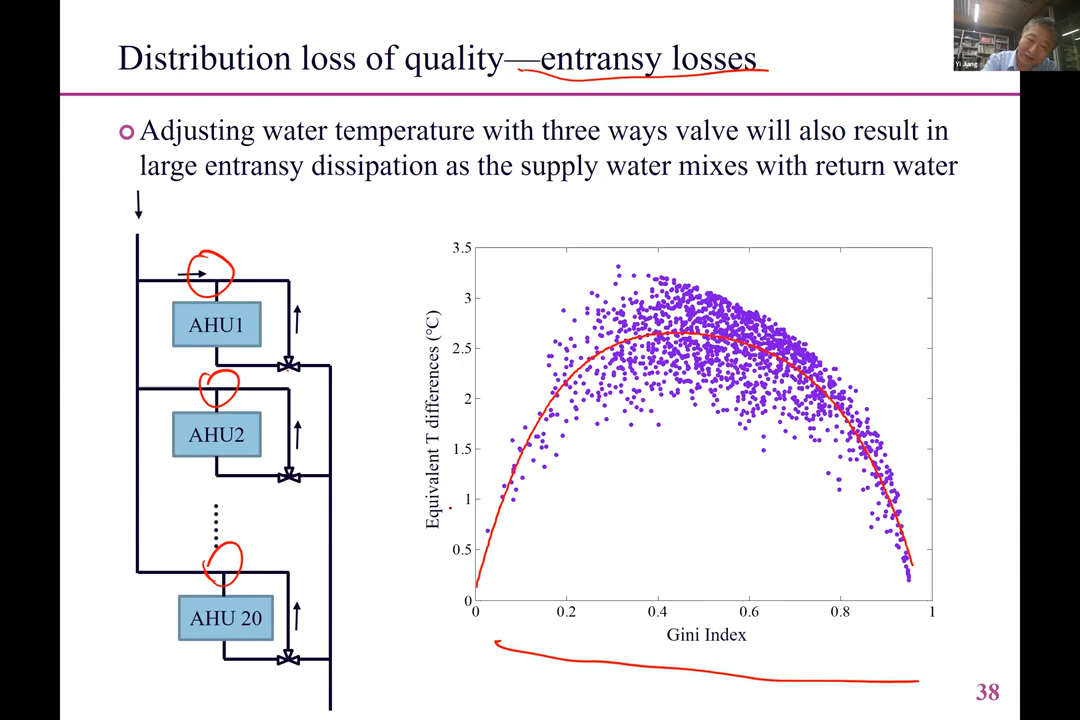 Distribution loss of quality—entransy losses
Yi Jiang
Adjusting water temperature with three ways valve will also result in
large entransy dissipation as the supply water mixes with return water
AHU1
AHU2
AHU 20
3.5
3
2.5
2
1.5
1
0.5
0
Equivalent T differences (°C)
0
0.2
0.4
0.6
0.8
1
Gini Index
38